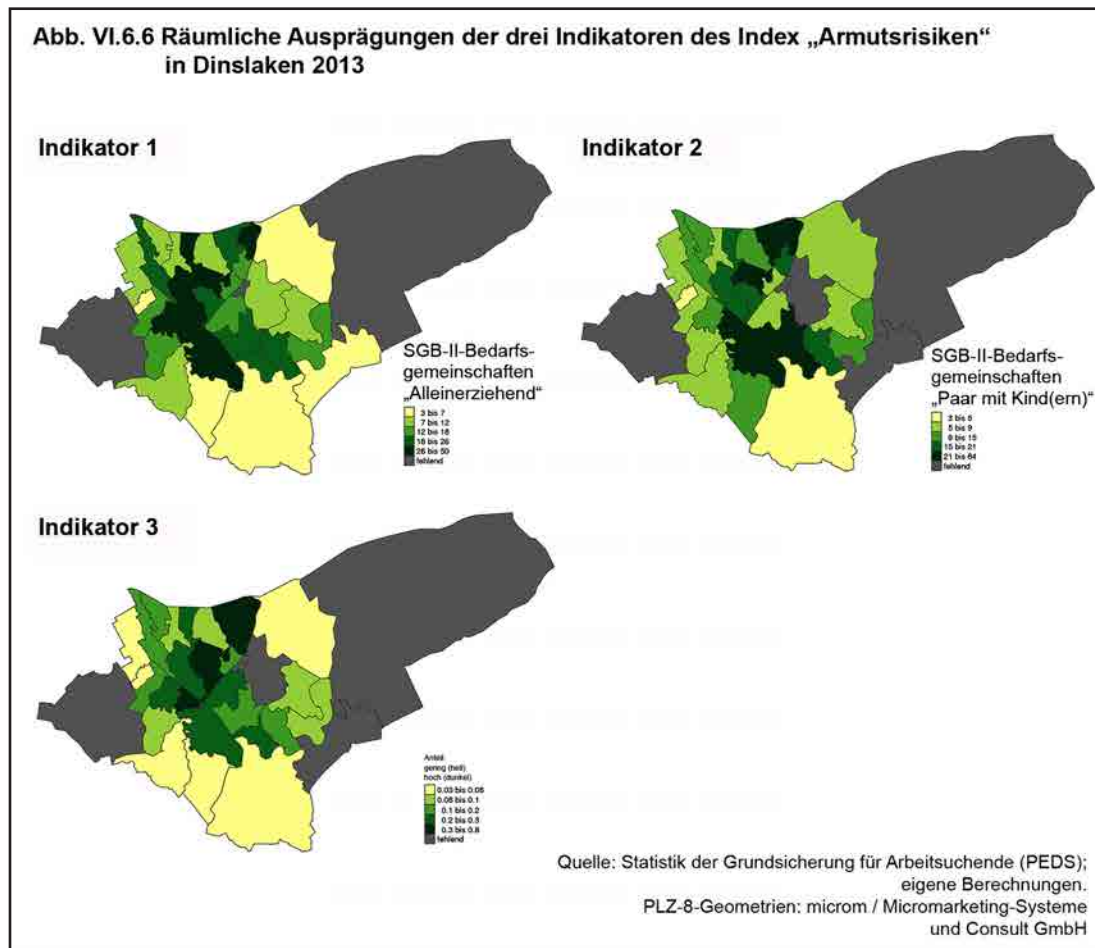 Abb. VI.6.6 Räumliche Ausprägungen der drei Indikatoren des Index „Armutsrisiken“
in Dinslaken 2013
Indikator 1
SGB-II-Bedarfs-
gemeinschaften
„Alleinerziehend“
3 bis 7
7 bis 12
12 bis 18
18 bis 26
26 bis 50
fehlend
Indikator 2
SGB-II-Bedarfs-
gemeinschaften
„Paar mit Kind(ern)“
3 bis 5
5 bis 9
9 bis 15
15 bis 21
21 bis 64
fehlend
Indikator 3
Anteil:
gering (hell)
hoch (dunkel)
0.03 bis 0.06
0.06 bis 0.1
0.1 bis 0.2
0.2 bis 0.3
0.3 bis 0.8
fehlend
Quelle: Statistik der Grundsicherung für Arbeitsuchende (PEDS);
eigene Berechnungen.
PLZ-8-Geometrien: microm / Micromarketing-Systeme
und Consult GmbH